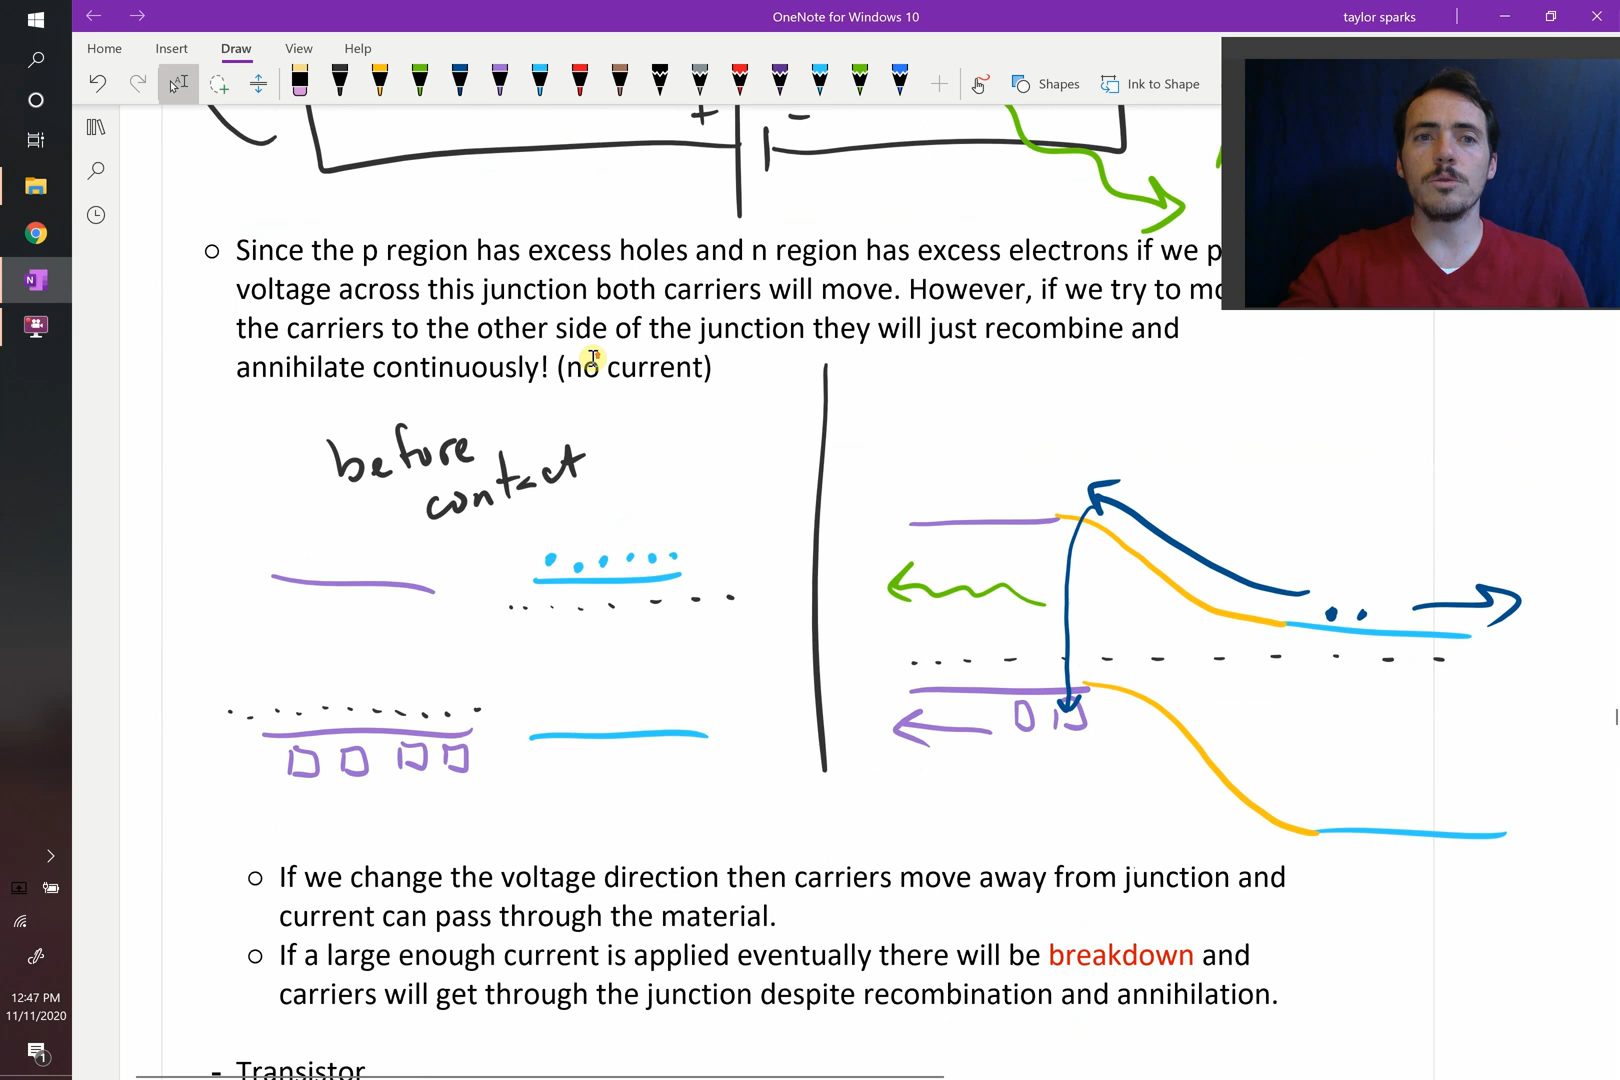 OneNote for Windows 10
taylor sparks
Home Insert Draw View Help
Shapes
Ink to Shape
+ -
Since the p region has excess holes and n region has excess electrons if we p
voltage across this junction both carriers will move. However, if we try to mo
the carriers to the other side of the junction they will just recombine and
annihilate continuously! (no current)
before
contact
If we change the voltage direction then carriers move away from junction and
current can pass through the material.
If a large enough current is applied eventually there will be breakdown and
carriers will get through the junction despite recombination and annihilation.
- Transistor
12:47 PM
11/11/2020
1